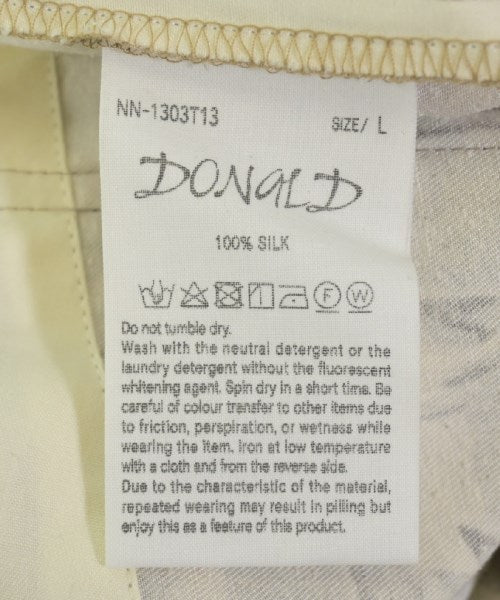 NN-1303T13
SIZE/ L
DONALD
100% SILK
F W
Do not tumble dry.
Wash with the neutral detergent or the
laundry detergent without the fluorescent
whitening agent. Spin dry in a short time. Be
careful of colour transfer to other items due
to friction, perspiration, or wetness while
wearing the item. Iron at low temperature
with a cloth and from the reverse side.
Due to the characteristic of the material,
repeated wearing may result in pilling but
enjoy this as a feature of this product.